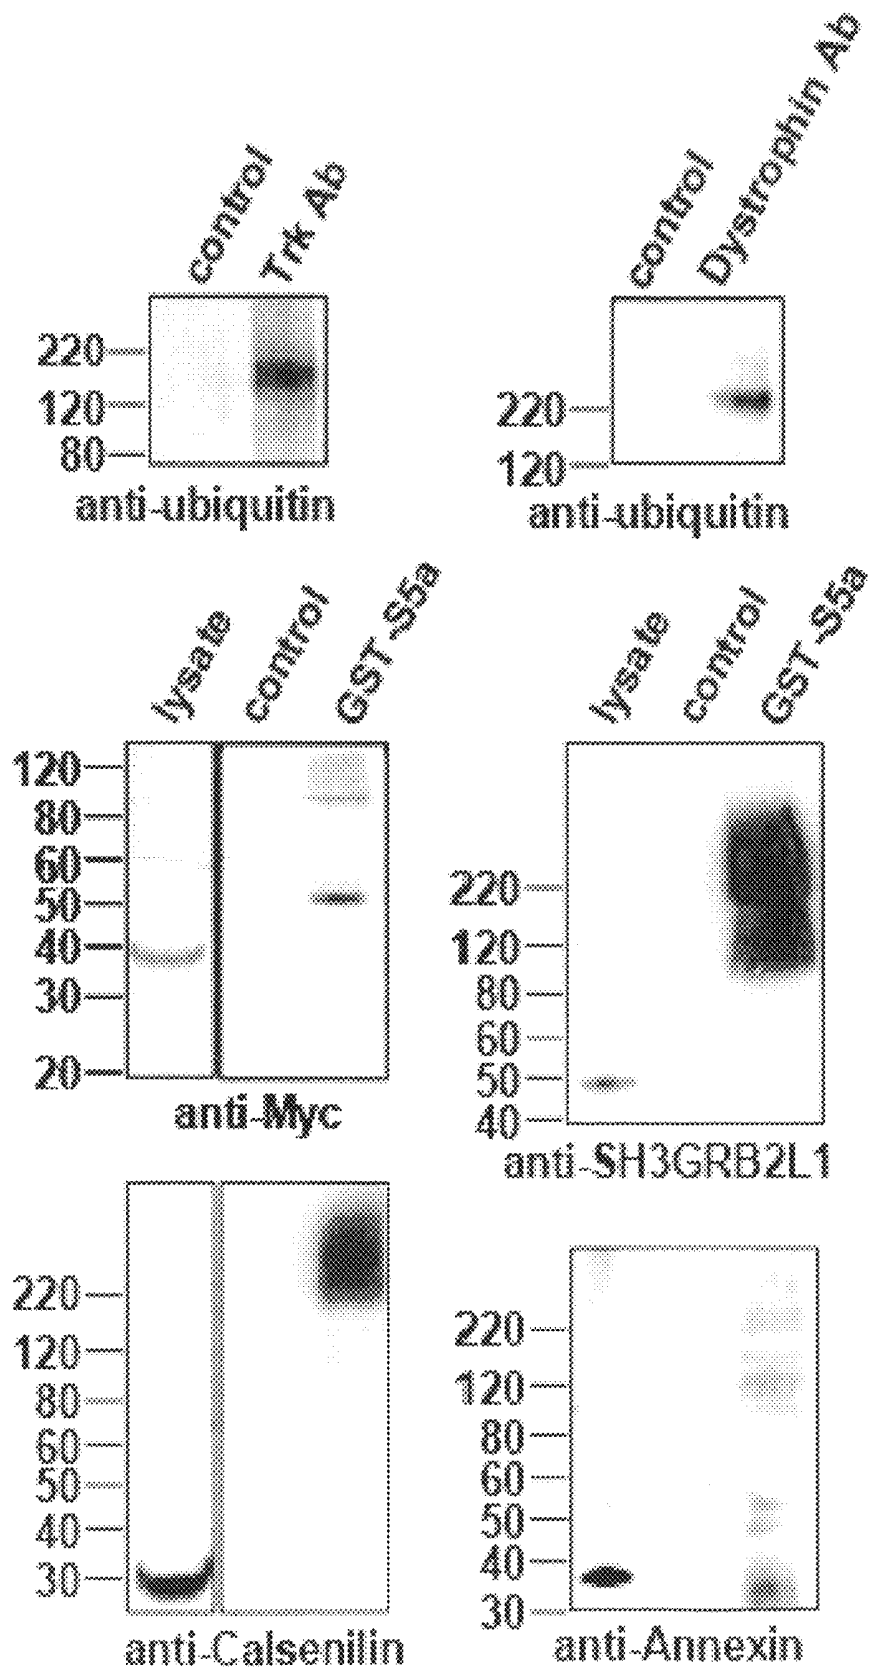 control
Trk Ab
220
120
80
anti-ubiquitin
control
Dystrophin Ab
220
120
anti-ubiquitin
lysate
control
GST-S5a
120
80
60
50
40
30
20
anti-Myc
lysate
control
GST-S5a
220
120
80
60
50
40
anti-SH3GRB2L1
220
120
80
60
50
40
30
anti-Calsenilin
220
120
80
60
50
40
30
anti-Annexin